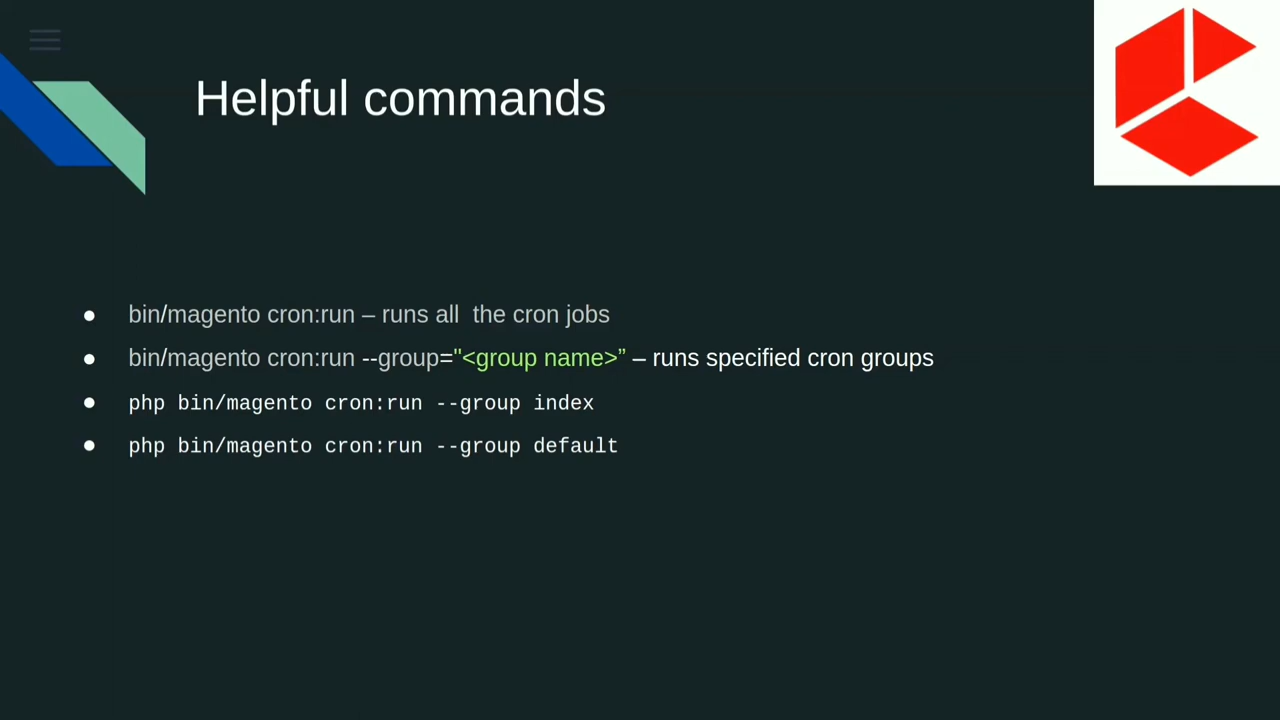 Helpful commands
● bin/magento cron:run – runs all  the cron jobs
● bin/magento cron:run --group="<group name>” – runs specified cron groups
● php bin/magento cron:run --group index
● php bin/magento cron:run --group default